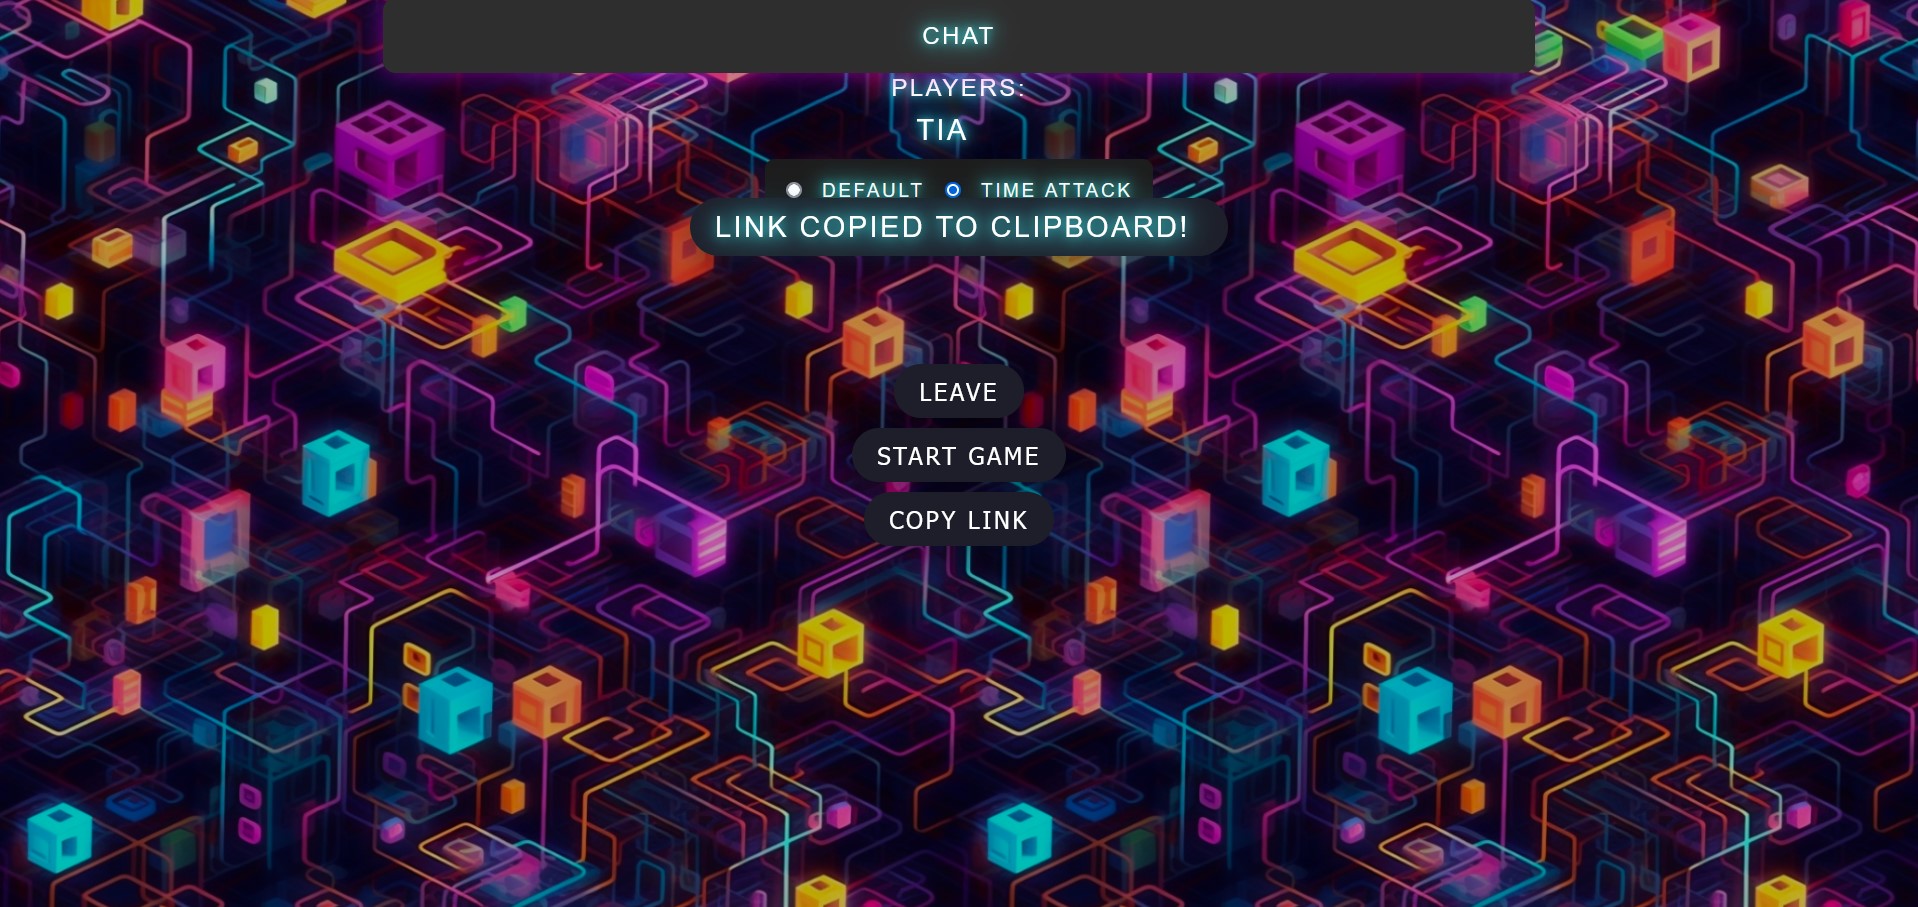 CHAT
PLAYERS:
TIA
DEFAULT TIME ATTACK
LINK COPIED TO CLIPBOARD!
LEAVE
START GAME
COPY LINK